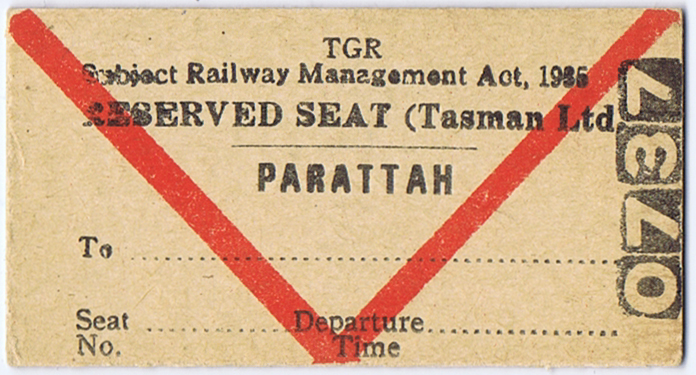 TGR
Subject Railway Management Act, 1935
RESERVED SEAT (Tasman Ltd
PARATTAH
To
Seat Departure
No. Time
0737